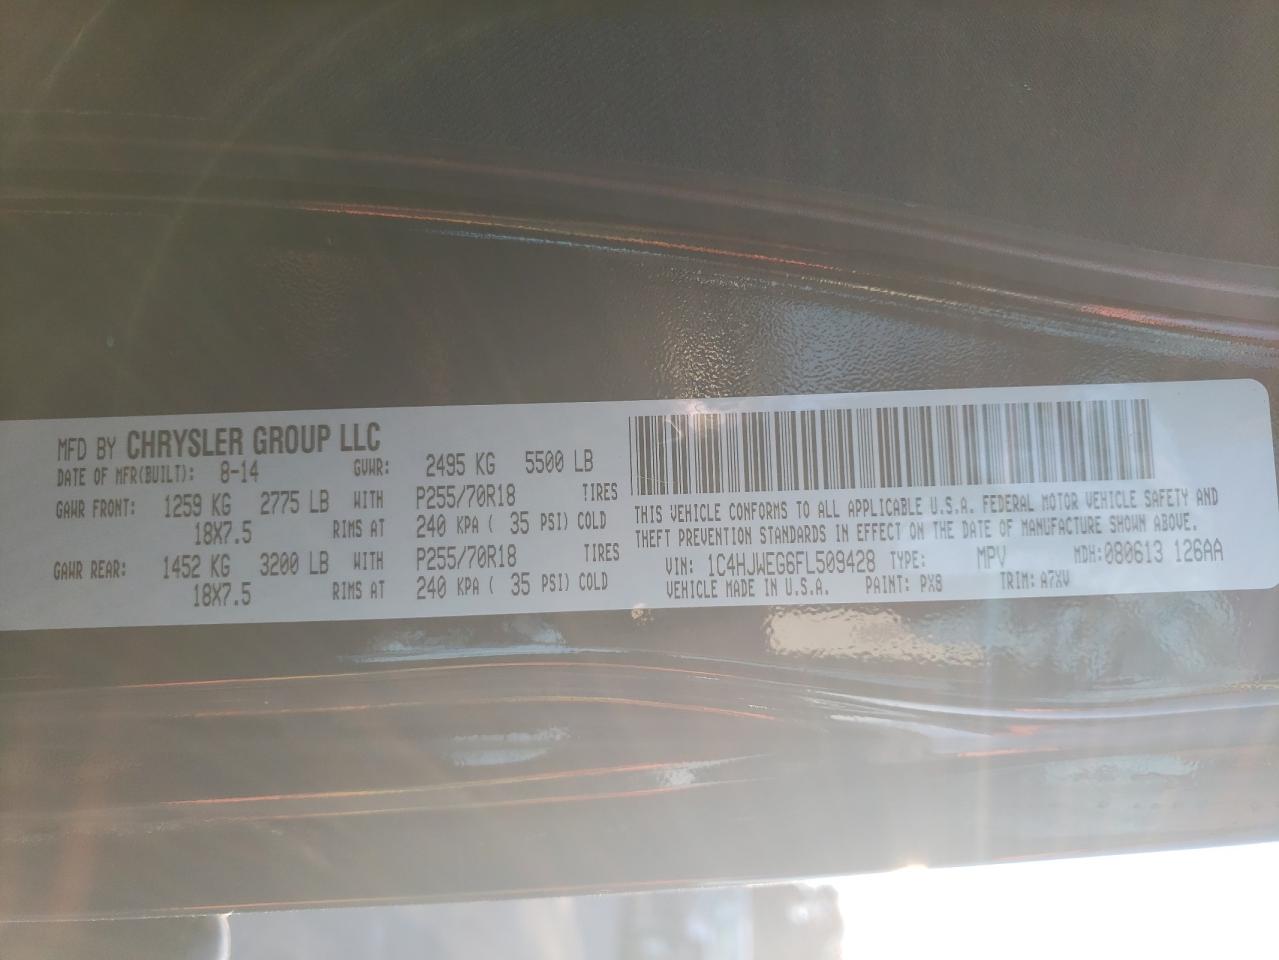 MFD BY CHRYSLER GROUP LLC
DATE OF MFR(BUILT): 8-14 GVWR: 2495 KG 5500 LB
GAWR FRONT: 1259 KG 2775 LB WITH P255/70R18 TIRES
18X7.5 RIMS AT 240 KPA ( 35 PSI) COLD
GAWR REAR: 1452 KG 3200 LB WITH P255/70R18 TIRES
18X7.5 RIMS AT 240 KPA ( 35 PSI) COLD
THIS VEHICLE CONFORMS TO ALL APPLICABLE U.S.A. FEDERAL MOTOR VEHICLE SAFETY AND
THEFT PREVENTION STANDARDS IN EFFECT ON THE DATE OF MANUFACTURE SHOWN ABOVE.
VIN: 1C4HJWEG6FL509428 TYPE: MPV MDH:080613 126AA
VEHICLE MADE IN U.S.A. PAINT: PX8 TRIM: A7XV